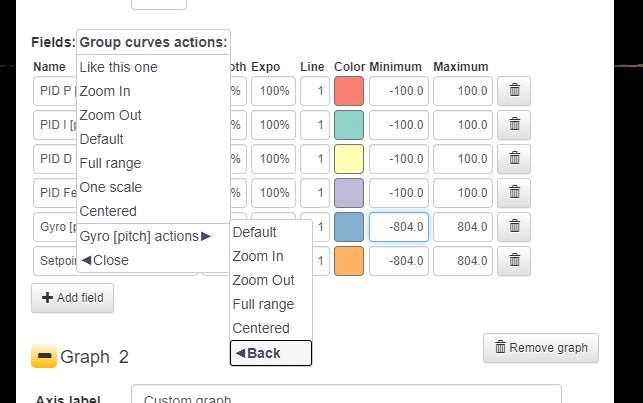 Fields: Group curves actions:
Name Like this one Expo Line Color Minimum Maximum
PID P Zoom In % 100% 1 -100.0 100.0
Zoom Out
PID I [p % 100% 1 -100.0 100.0
Default
PID D Full range % 100% 1 -100.0 100.0
PID Fe One scale % 100% 1 -100.0 100.0
Centered
Gyro [p 1 -804.0 804.0
Gyro [pitch] actions▶ Default
Setpoi ◀Close Zoom In 1 -804.0 804.0
Zoom Out
+ Add field Full range
Centered
Graph 2 ◀Back Remove graph
Axis label Custom graph